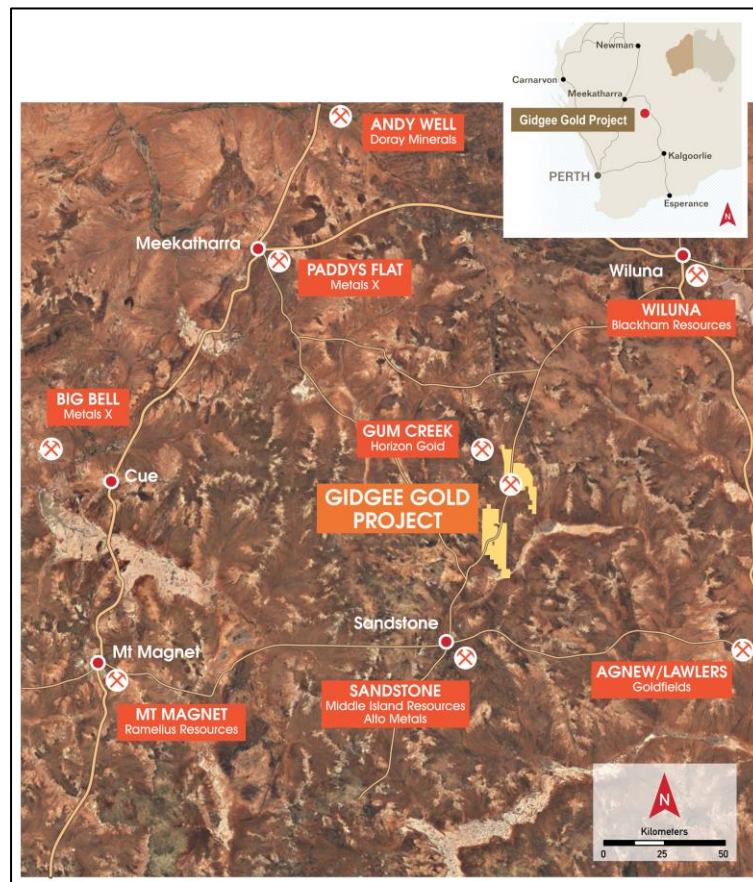 Newman
Carnarvon
Meekatharra
Gidgee Gold Project
Kalgoorlie
PERTH
Esperance
N
ANDY WELL
Doray Minerals
Meekatharra
PADDYS FLAT
Metals X
Wiluna
WILUNA
Blackham Resources
BIG BELL
Metals X
GUM CREEK
Horizon Gold
Cue
GIDGEE GOLD
PROJECT
Sandstone
Mt Magnet
AGNEW/LAWLERS
Goldfields
SANDSTONE
Middle Island Resources
Alto Metals
MT MAGNET
Ramelius Resources
N
Kilometers
0 25 50